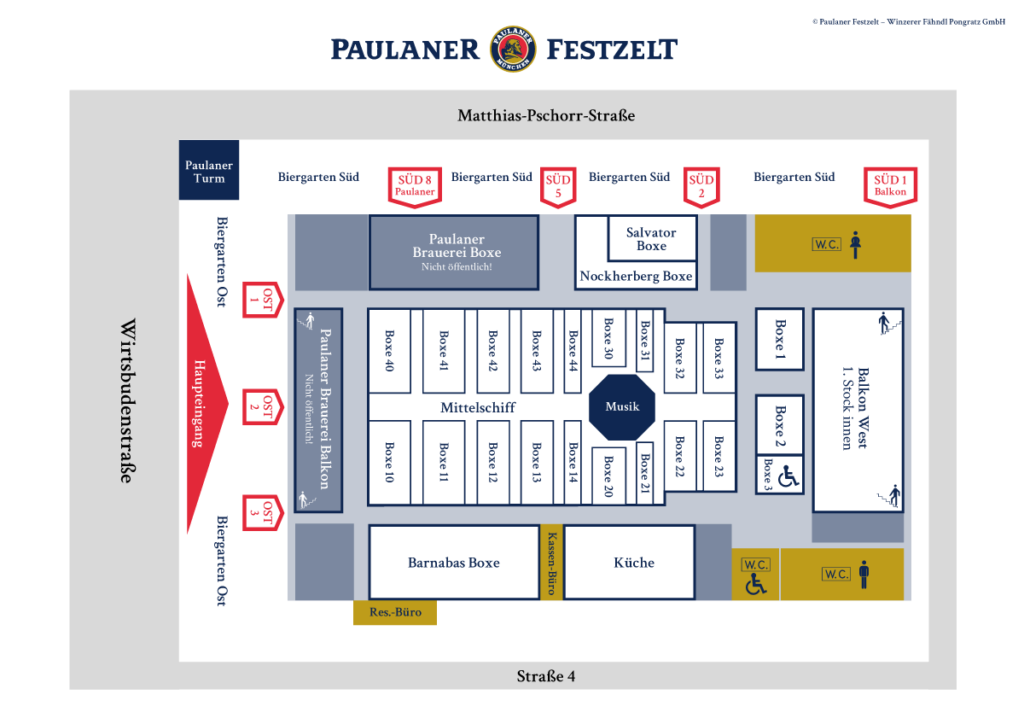 © Paulaner Festzelt – Winzerer Fähndl Pongratz GmbH
PAULANER
PAULANER
MÜNCHEN
FESTZELT
Matthias-Pschorr-Straße
Paulaner
Turm
Biergarten Süd
SÜD 8
Paulaner
Biergarten Süd
SÜD
5
Biergarten Süd
SÜD
2
Biergarten Süd
SÜD 1
Balkon
Biergarten Ost
Paulaner
Brauerei Boxe
Nicht öffentlich!
Salvator
Boxe
Nockherberg Boxe
W.C.
OST
1
Wirtsbudenstraße
Haupteingang
OST
2
OST
3
Biergarten Ost
Paulaner Brauerei Balkon
Nicht öffentlich!
Boxe 40
Boxe 41
Boxe 42
Boxe 43
Boxe 44
Boxe 30
Boxe 31
Boxe 32
Boxe 33
Boxe 1
Mittelschiff
Musik
Balkon West
1. Stock innen
Boxe 10
Boxe 11
Boxe 12
Boxe 13
Boxe 14
Boxe 20
Boxe 21
Boxe 22
Boxe 23
Boxe 2
Boxe 3
Barnabas Boxe
Kassen-Büro
Küche
W.C.
W.C.
Res.-Büro
Straße 4